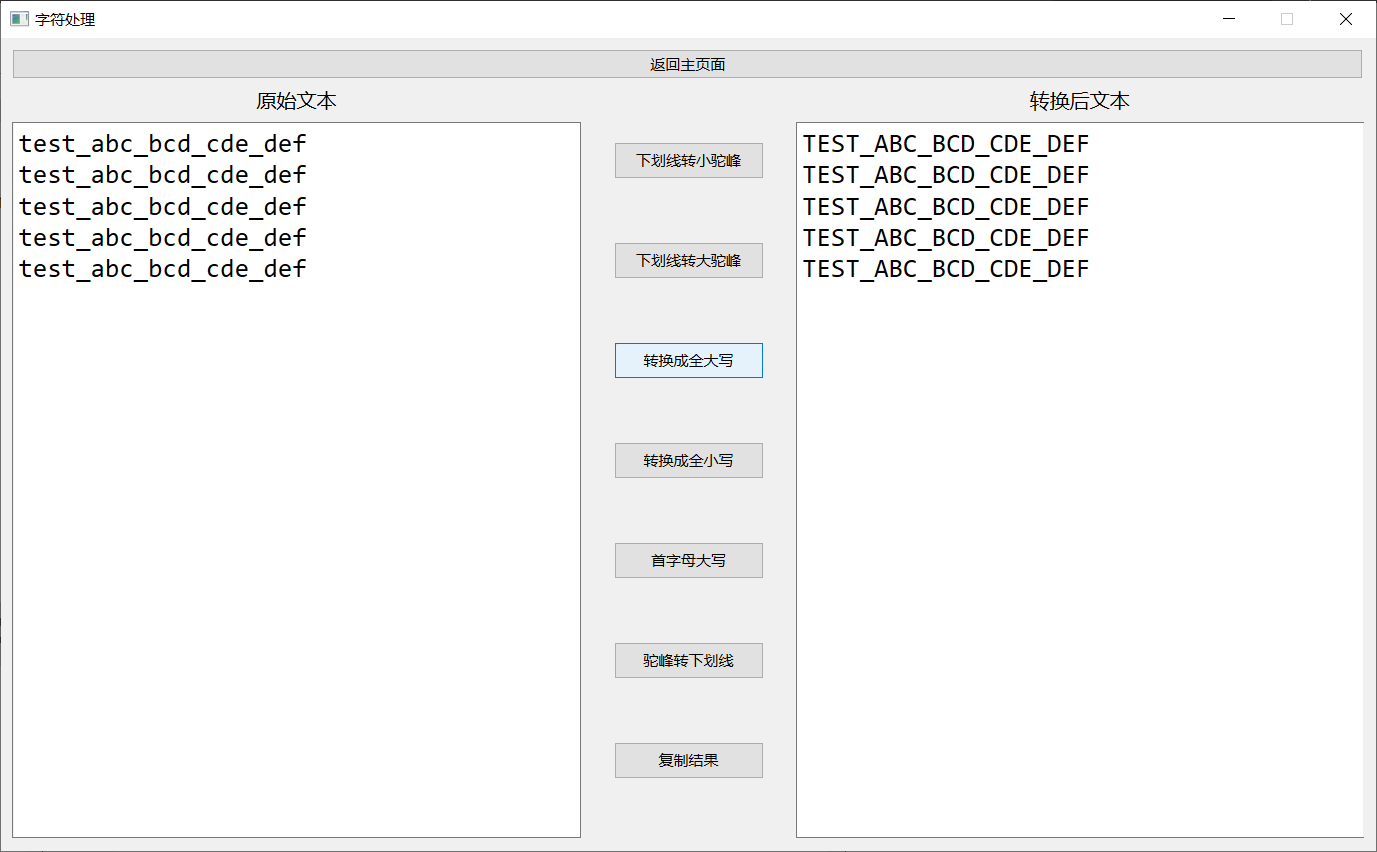 字符处理
返回主页面
原始文本
转换后文本
test_abc_bcd_cde_def
test_abc_bcd_cde_def
test_abc_bcd_cde_def
test_abc_bcd_cde_def
test_abc_bcd_cde_def
下划线转小驼峰
下划线转大驼峰
转换成全大写
转换成全小写
首字母大写
驼峰转下划线
复制结果
TEST_ABC_BCD_CDE_DEF
TEST_ABC_BCD_CDE_DEF
TEST_ABC_BCD_CDE_DEF
TEST_ABC_BCD_CDE_DEF
TEST_ABC_BCD_CDE_DEF